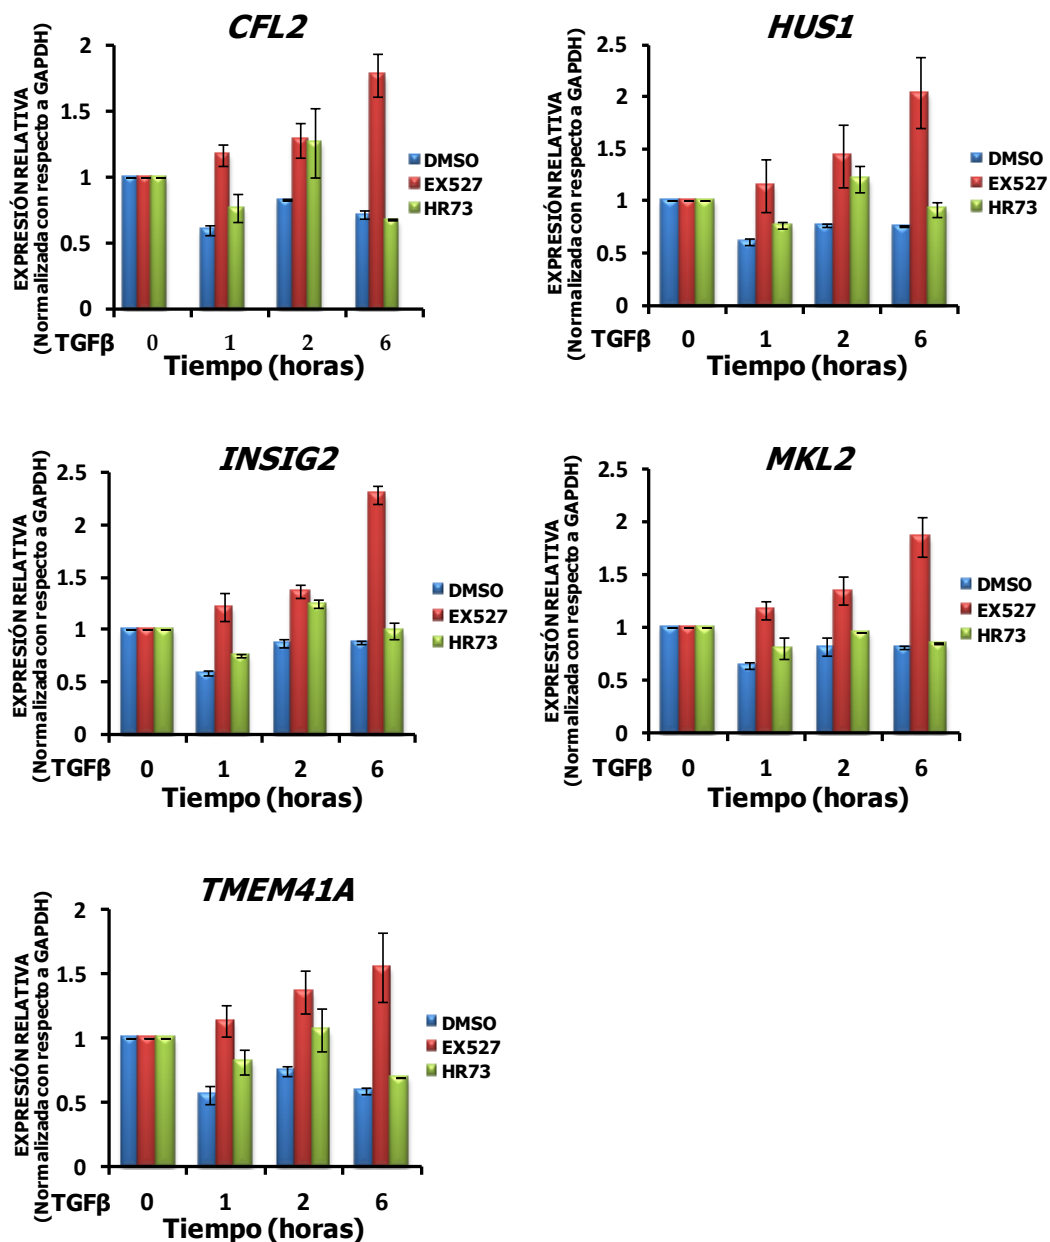 CFL2
EXPRESIÓN RELATIVA
(Normalizada con respecto a GAPDH)
2
1.5
1
0.5
0
DMSO
EX527
HR73
TGFβ 0 1 2 6
Tiempo (horas)
HUS1
EXPRESIÓN RELATIVA
(Normalizada con respecto a GAPDH)
2.5
2
1.5
1
0.5
0
DMSO
EX527
HR73
TGFβ 0 1 2 6
Tiempo (horas)
INSIG2
EXPRESIÓN RELATIVA
(Normalizada con respecto a GAPDH)
2.5
2
1.5
1
0.5
0
DMSO
EX527
HR73
TGFβ 0 1 2 6
Tiempo (horas)
MKL2
EXPRESIÓN RELATIVA
(Normalizada con respecto a GAPDH)
2.5
2
1.5
1
0.5
0
DMSO
EX527
HR73
TGFβ 0 1 2 6
Tiempo (horas)
TMEM41A
EXPRESIÓN RELATIVA
(Normalizada con respecto a GAPDH)
2
1.5
1
0.5
0
DMSO
EX527
HR73
TGFβ 0 1 2 6
Tiempo (horas)